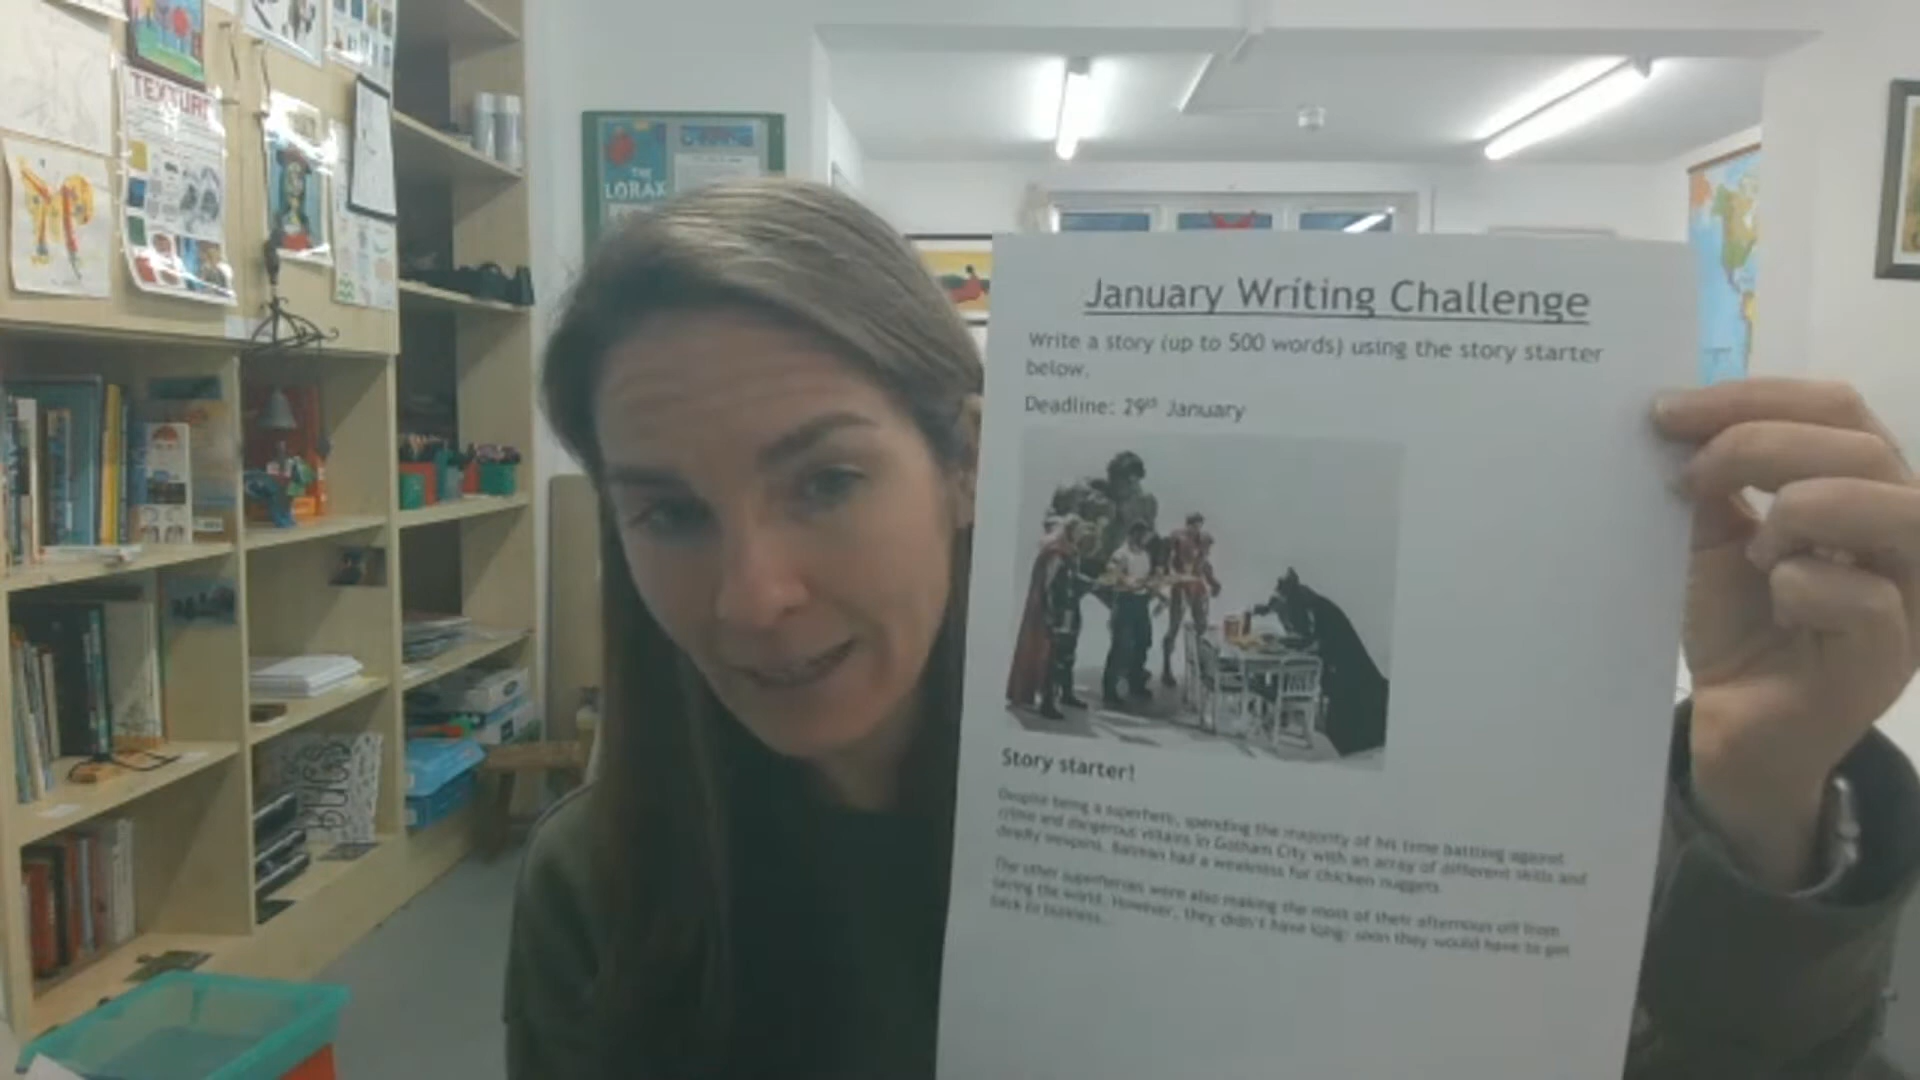 TEXTURE
THE
LORAX
BUGS
January Writing Challenge
Write a story (up to 500 words) using the story starter
below.
Deadline: 29th January
Story starter!
Despite being a superhero, spending the majority of his time battling against
crime and dangerous villains in Gotham City with an array of different skills and
deadly weapons, Batman had a weakness for chicken nuggets.
The other superheroes were also making the most of their afternoon off from
saving the world. However, they didn't have long- soon they would have to get
back to business.